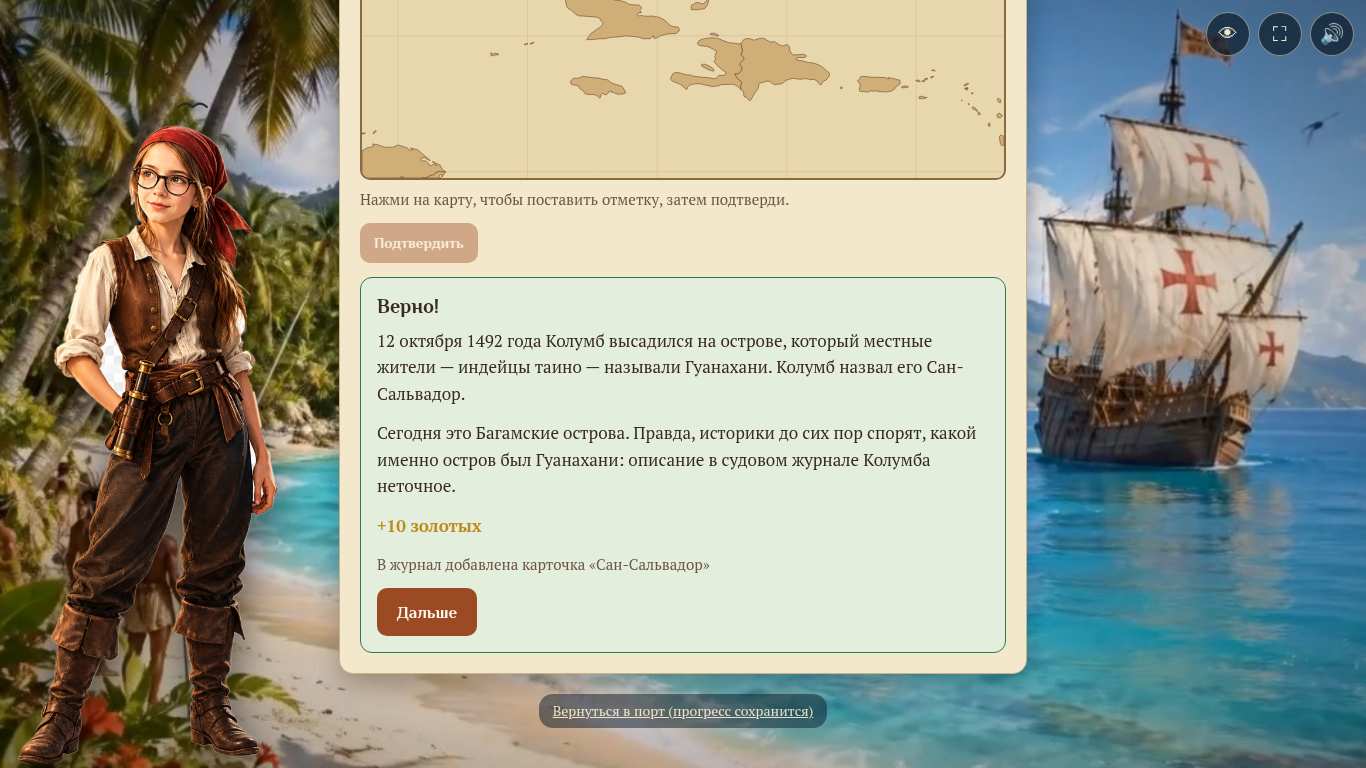 Нажми на карту, чтобы поставить отметку, затем подтверди.
Подтвердить
Верно!
12 октября 1492 года Колумб высадился на острове, который местные
жители — индейцы таино — называли Гуанахани. Колумб назвал его Сан-
Сальвадор.
Сегодня это Багамские острова. Правда, историки до сих пор спорят, какой
именно остров был Гуанахани: описание в судовом журнале Колумба
неточное.
+10 золотых
В журнал добавлена карточка «Сан-Сальвадор»
Дальше
Вернуться в порт (прогресс сохранится)